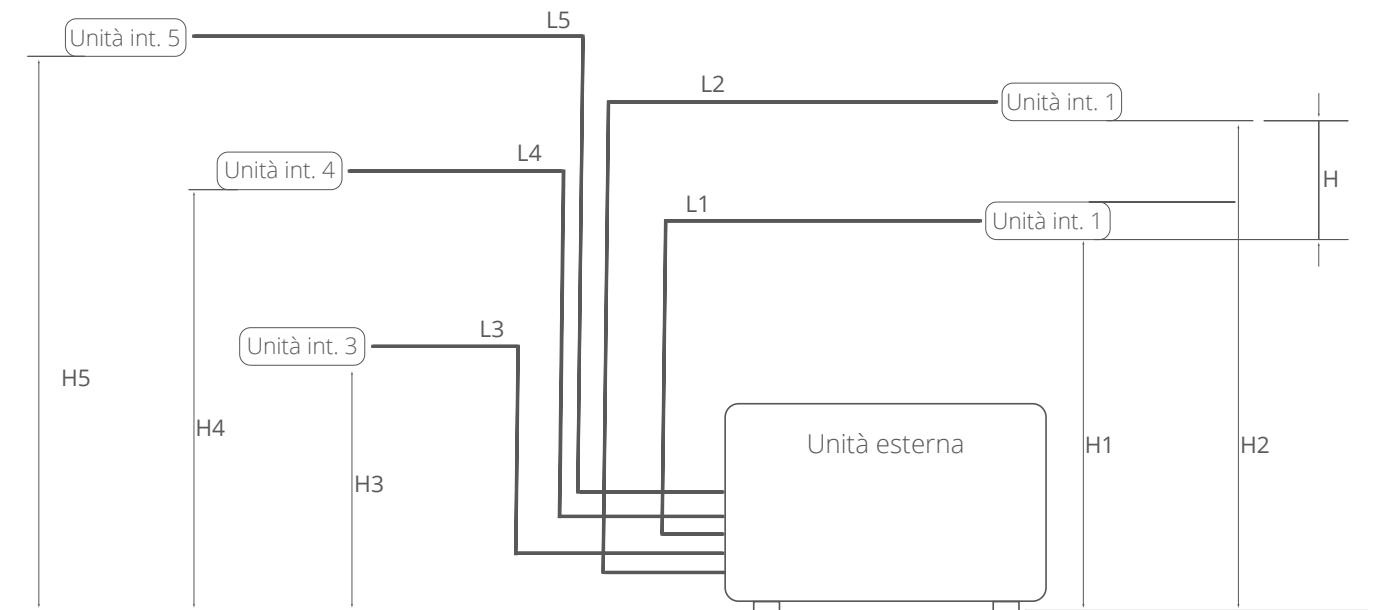 L5
Unità int. 5
L2
Unità int. 1
L4
Unità int. 4
H
L1
Unità int. 1
L3
Unità int. 3
H5
H4
Unità esterna
H1
H2
H3